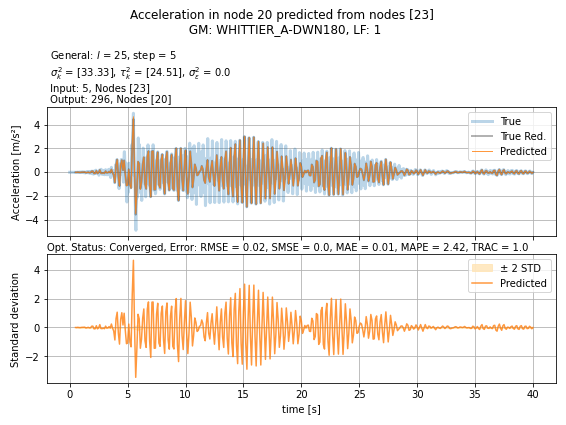 Acceleration in node 20 predicted from nodes [23]
GM: WHITTIER_A-DWN180, LF: 1
General: l = 25, step = 5
σ²ₖ = [33.33], τ²ₖ = [24.51], σ²ε = 0.0
Input: 5, Nodes [23]
Output: 296, Nodes [20]
Acceleration [m/s²]
4
2
0
−2
−4
True
True Red.
Predicted
Opt. Status: Converged, Error: RMSE = 0.02, SMSE = 0.0, MAE = 0.01, MAPE = 2.42, TRAC = 1.0
Standard deviation
4
2
0
−2
± 2 STD
Predicted
0 5 10 15 20 25 30 35 40
time [s]